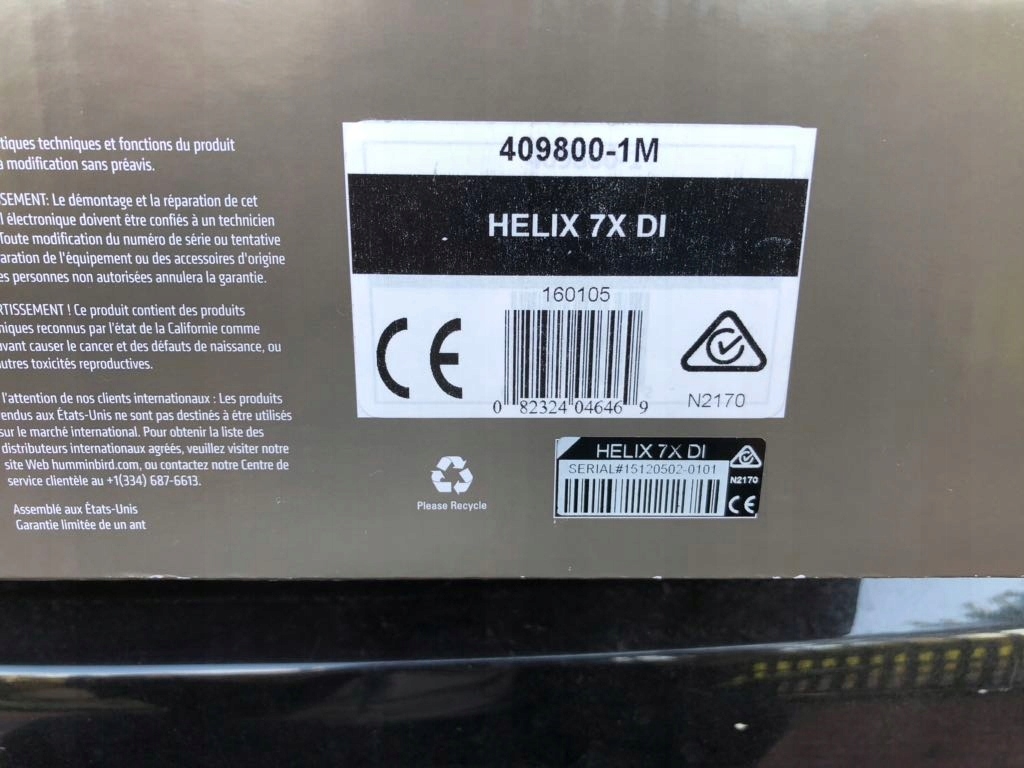 tiques techniques et fonctions du produit
a modification sans préavis.
SEMENT: Le démontage et la réparation de cet
l électronique doivent être confiés à un technicien
Toute modification du numéro de série ou tentative
aration de l'équipement ou des accessoires d'origine
es personnes non autorisées annulera la garantie.
RTISSEMENT ! Ce produit contient des produits
niques reconnus par l'état de la Californie comme
avant causer le cancer et des défauts de naissance, ou
utres toxicités reproductives.
l'attention de nos clients internationaux : Les produits
endus aux États-Unis ne sont pas destinés à être utilisés
sur le marché international. Pour obtenir la liste des
distributeurs internationaux agréés, veuillez visiter notre
site Web humminbird.com, ou contactez notre Centre de
service clientèle au +1(334) 687-6613.
Assemblé aux États-Unis
Garantie limitée de un ant
409800-1M
HELIX 7X DI
160105
CE
0 82324 04646 9
N2170
Please Recycle
HELIX 7X DI
SERIAL#15120502-0101
N2170
CE